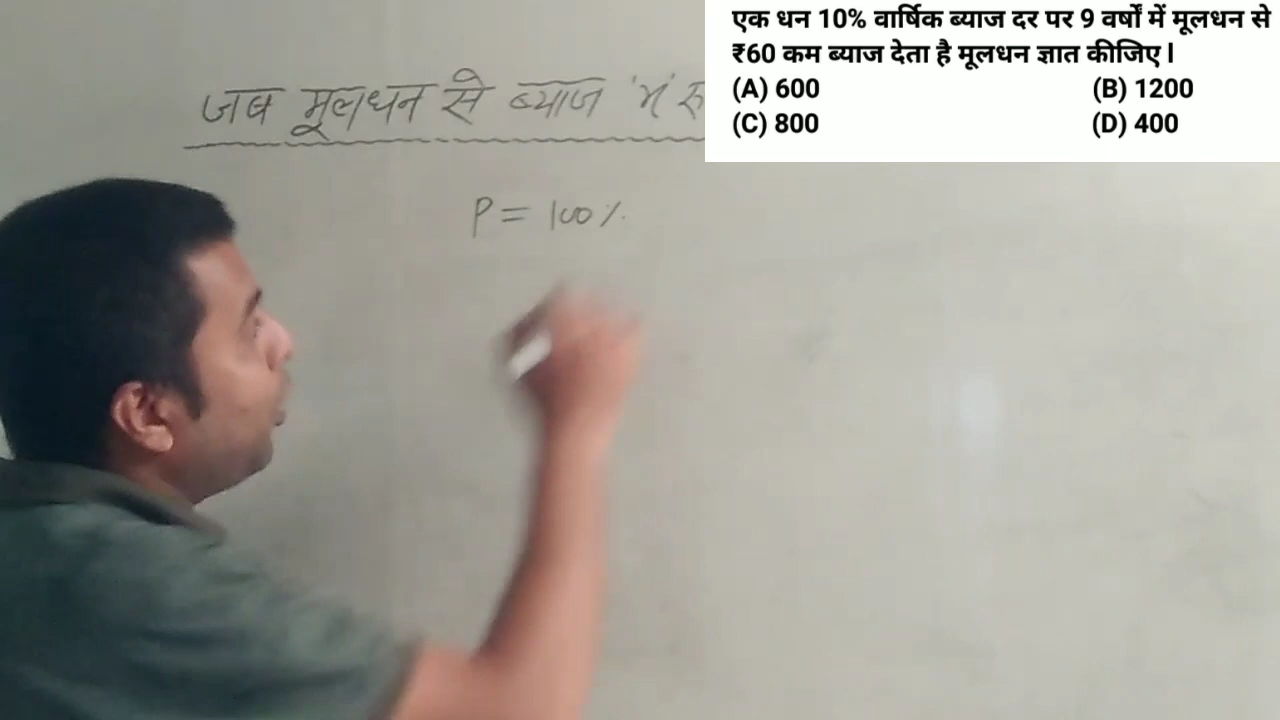 एक धन 10% वार्षिक ब्याज दर पर 9 वर्षों में मूलधन से
₹60 कम ब्याज देता है मूलधन ज्ञात कीजिए।
(A) 600 (B) 1200
(C) 800 (D) 400
जब मूलधन से ब्याज 'x'
P = 100%